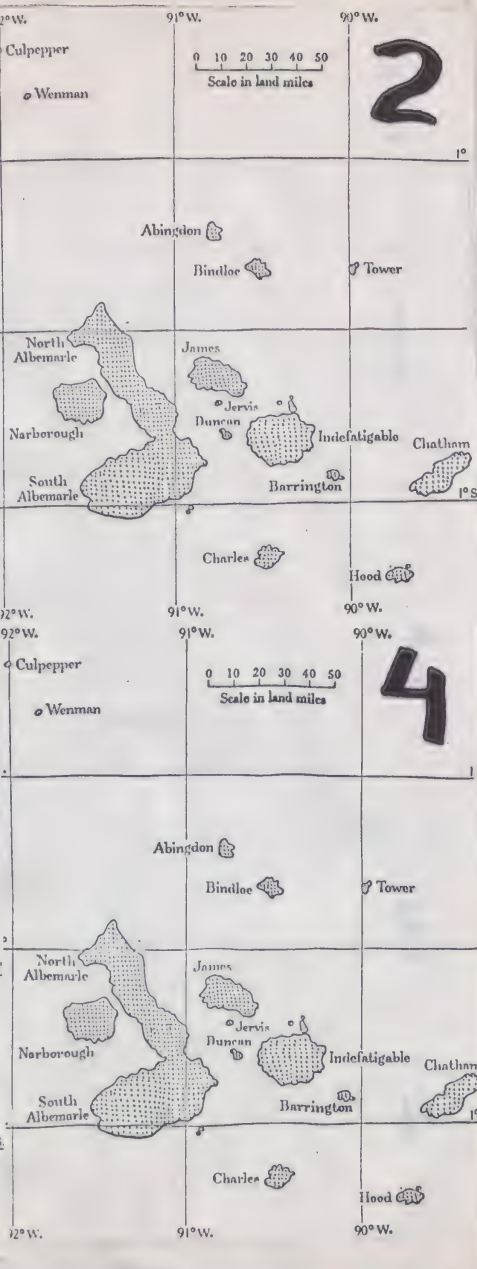 2°W.
91°W.
90°W.
Culpepper
0 10 20 30 40 50
Scale in land miles
2
Wenman
1°
Abingdon
Bindloe
Tower
North
Albemarle
James
Jervis
Duncan
Narborough
Indefatigable
Chatham
South
Albemarle
Barrington
1°S
Charles
Hood
92°W.
91°W.
90°W.
92°W.
91°W.
90°W.
Culpepper
0 10 20 30 40 50
Scale in land miles
4
Wenman
1
Abingdon
Bindloe
Tower
North
Albemarle
James
Jervis
Duncan
Narborough
Indefatigable
Chatham
South
Albemarle
Barrington
1°
Charles
Hood
92°W.
91°W.
90°W.